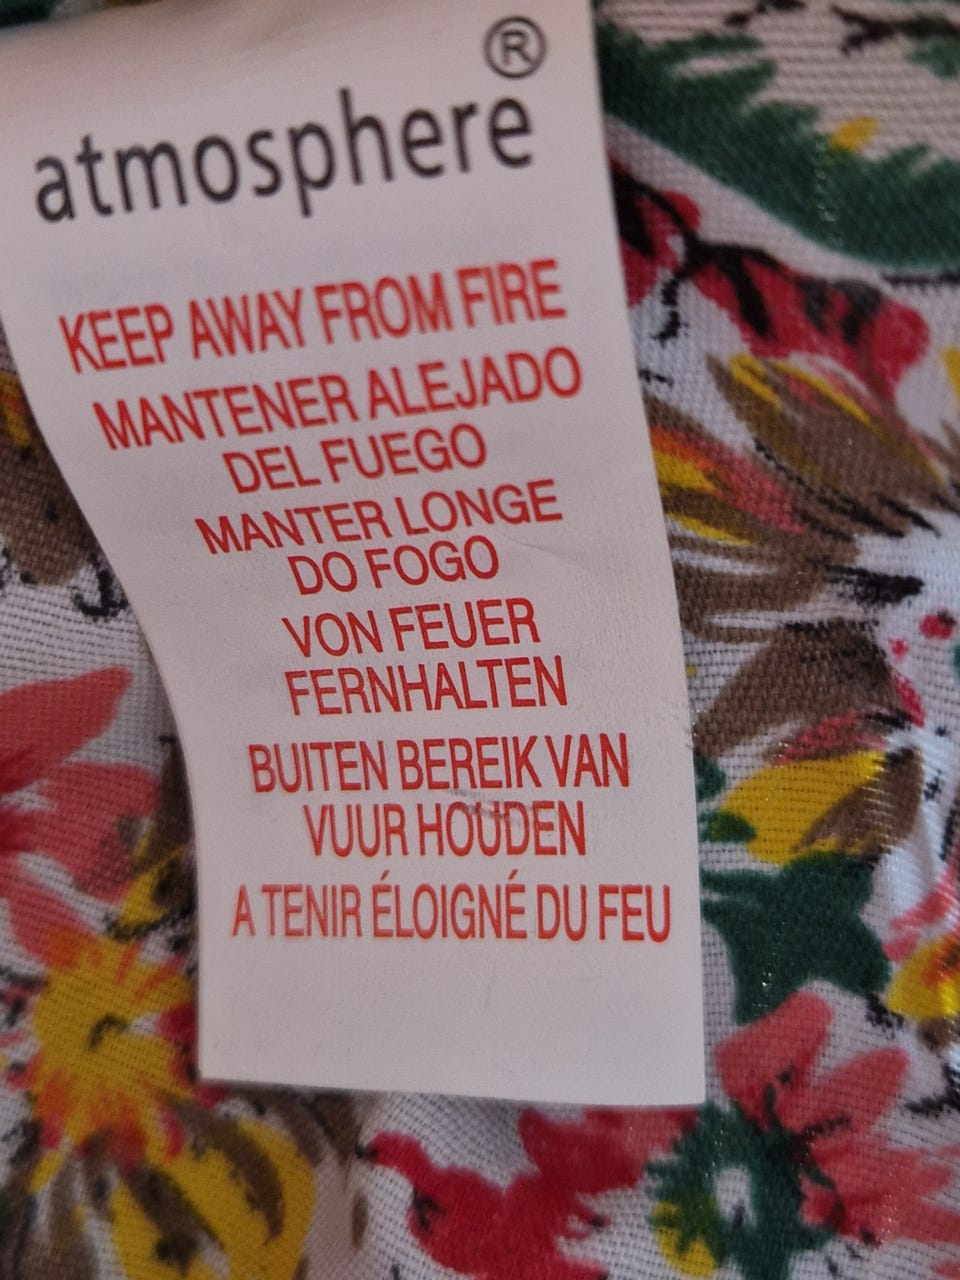 atmosphere®
KEEP AWAY FROM FIRE
MANTENER ALEJADO
DEL FUEGO
MANTER LONGE
DO FOGO
VON FEUER
FERNHALTEN
BUITEN BEREIK VAN
VUUR HOUDEN
A TENIR ÉLOIGNÉ DU FEU